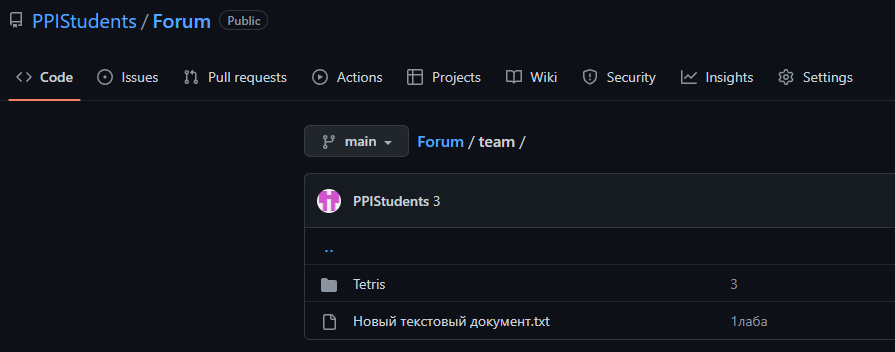 PPIStudents / Forum Public
Code Issues Pull requests Actions Projects Wiki Security Insights Settings
main Forum / team /
PPIStudents 3
..
Tetris 3
Новый текстовый документ.txt 1лаба